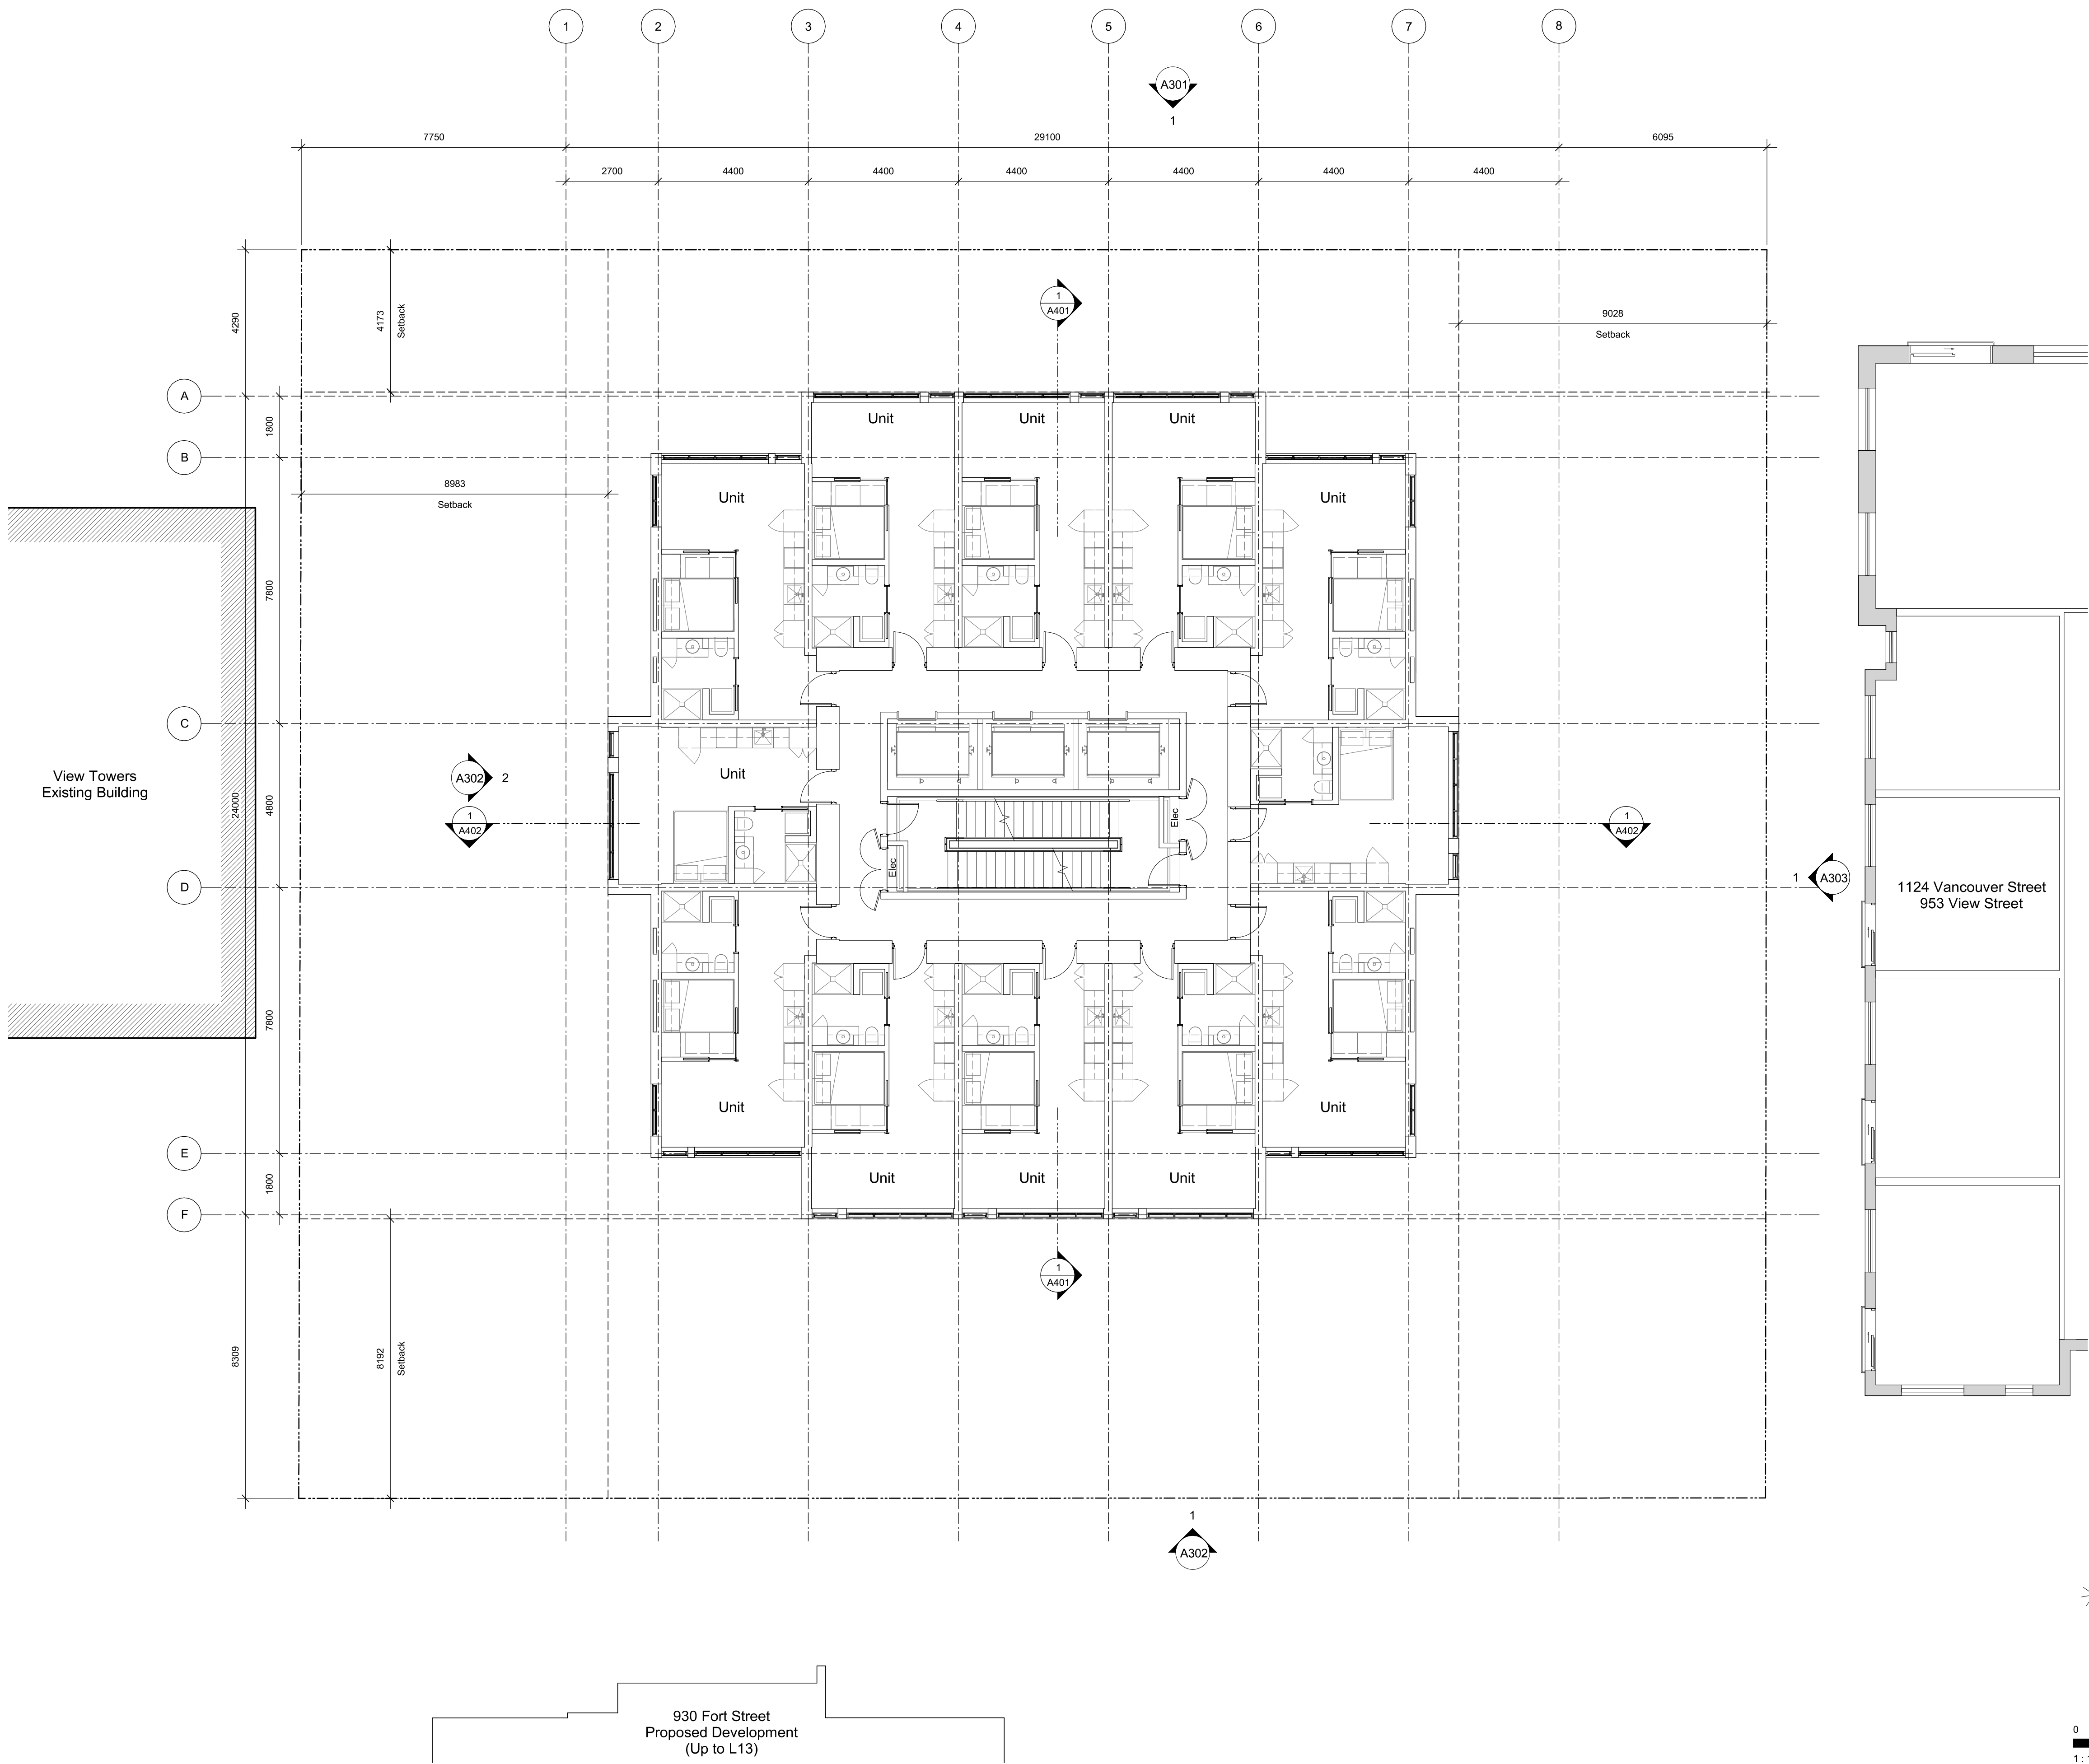 1 2 3 4 5 6 7 8
A301
1
7750 29100 6095
2700 4400 4400 4400 4400 4400 4400
4290
4173
Setback
1
A401
9028
Setback
A
1800
Unit Unit Unit
B
8983
Setback
Unit Unit
7800
C
View Towers
Existing Building
24000
4800
A302 2
Unit
1
A402
Elec
Elec
1
A402
1 A303
1124 Vancouver Street
953 View Street
D
7800
Unit Unit
E
1800
Unit Unit Unit
F
1
A401
8309
8192
Setback
1
A302
930 Fort Street
Proposed Development
(Up to L13)
0